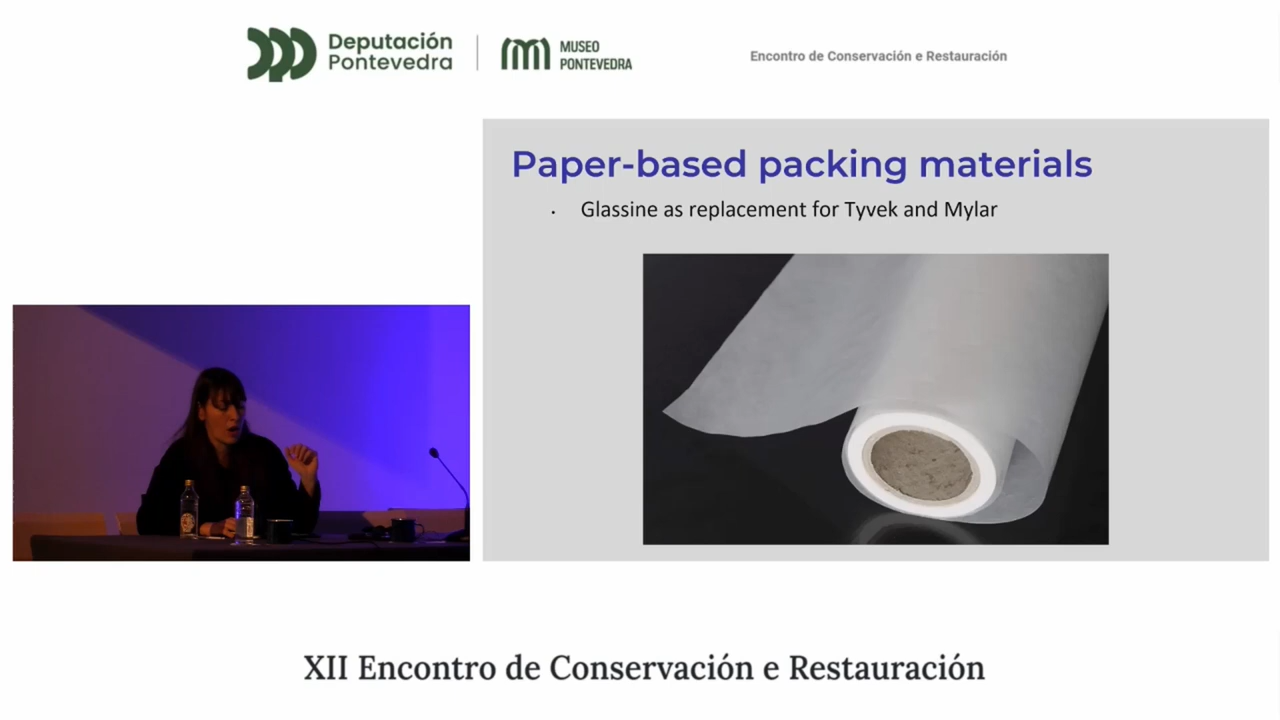 Deputación
Pontevedra
MUSEO
PONTEVEDRA
Encontro de Conservación e Restauración
Paper-based packing materials
• Glassine as replacement for Tyvek and Mylar
XII Encontro de Conservación e Restauración